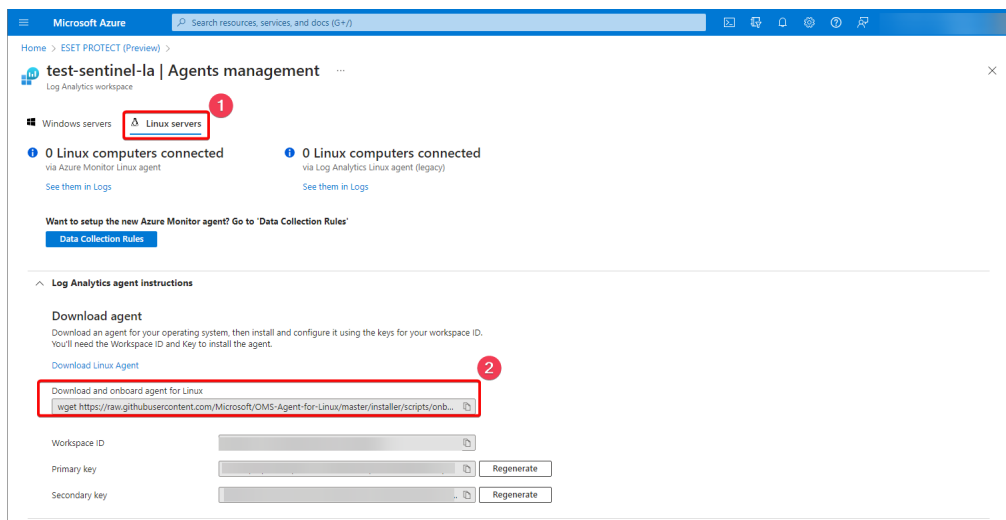 Microsoft Azure
Search resources, services, and docs (G+/)
Home > ESET PROTECT (Preview) >
test-sentinel-la | Agents management ...
Log Analytics workspace
1
Windows servers
Linux servers
0 Linux computers connected
via Azure Monitor Linux agent
See them in Logs
0 Linux computers connected
via Log Analytics Linux agent (legacy)
See them in Logs
Want to setup the new Azure Monitor agent? Go to 'Data Collection Rules'
Data Collection Rules
Log Analytics agent instructions
Download agent
Download an agent for your operating system, then install and configure it using the keys for your workspace ID.
You'll need the Workspace ID and Key to install the agent.
Download Linux Agent
2
Download and onboard agent for Linux
wget https://raw.githubusercontent.com/Microsoft/OMS-Agent-for-Linux/master/installer/scripts/onb...
Workspace ID
Primary key
Regenerate
Secondary key
..
Regenerate